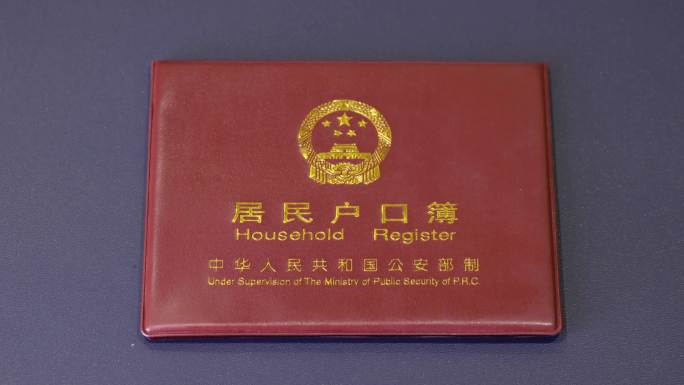 居民户口簿
Household Register
中华人民共和国公安部制
Under Supervision of The Ministry of Public Security of P.R.C.